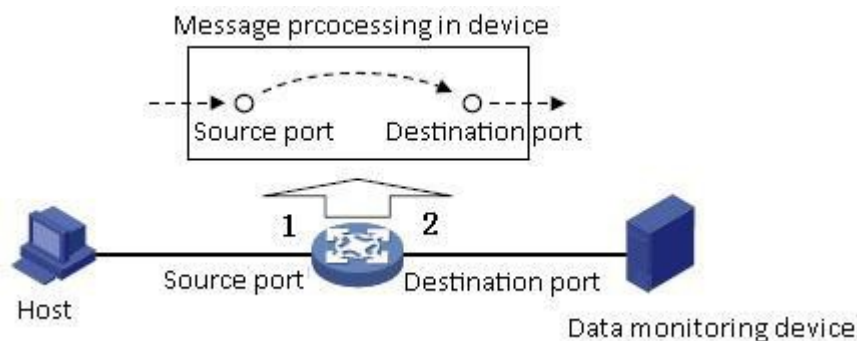 Message prcocessing in device
Source port
Destination port
1
2
Source port
Destination port
Host
Data monitoring device